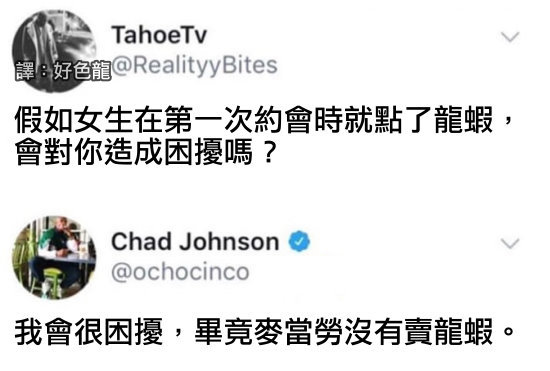 TahoeTv
譯：好色龍
@RealityyBites
假如女生在第一次約會時就点了龍蝦，
會對你造成困擾嗎？
Chad Johnson
@ochocinco
我會很困擾，畢竟麥當勞沒有賣龍蝦。